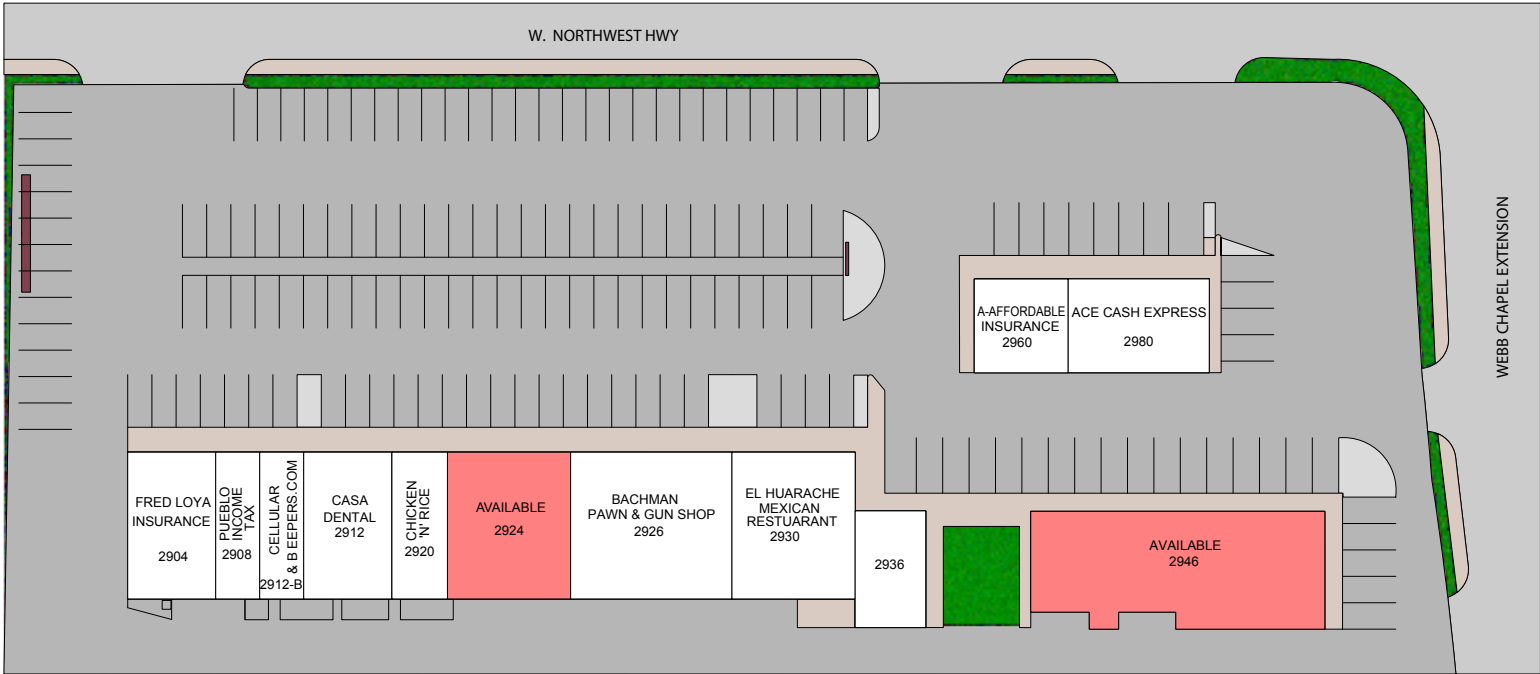 W. NORTHWEST HWY
WEBB CHAPEL EXTENSION
A-AFFORDABLE
INSURANCE
2960
ACE CASH EXPRESS
2980
FRED LOYA
INSURANCE
2904
PUEBLO
INCOME
TAX
2908
CELLULAR
& B EEPERS.COM
2912-B
CASA
DENTAL
2912
CHICKEN
'N' RICE
2920
AVAILABLE
2924
BACHMAN
PAWN & GUN SHOP
2926
EL HUARACHE
MEXICAN
RESTUARANT
2930
2936
AVAILABLE
2946